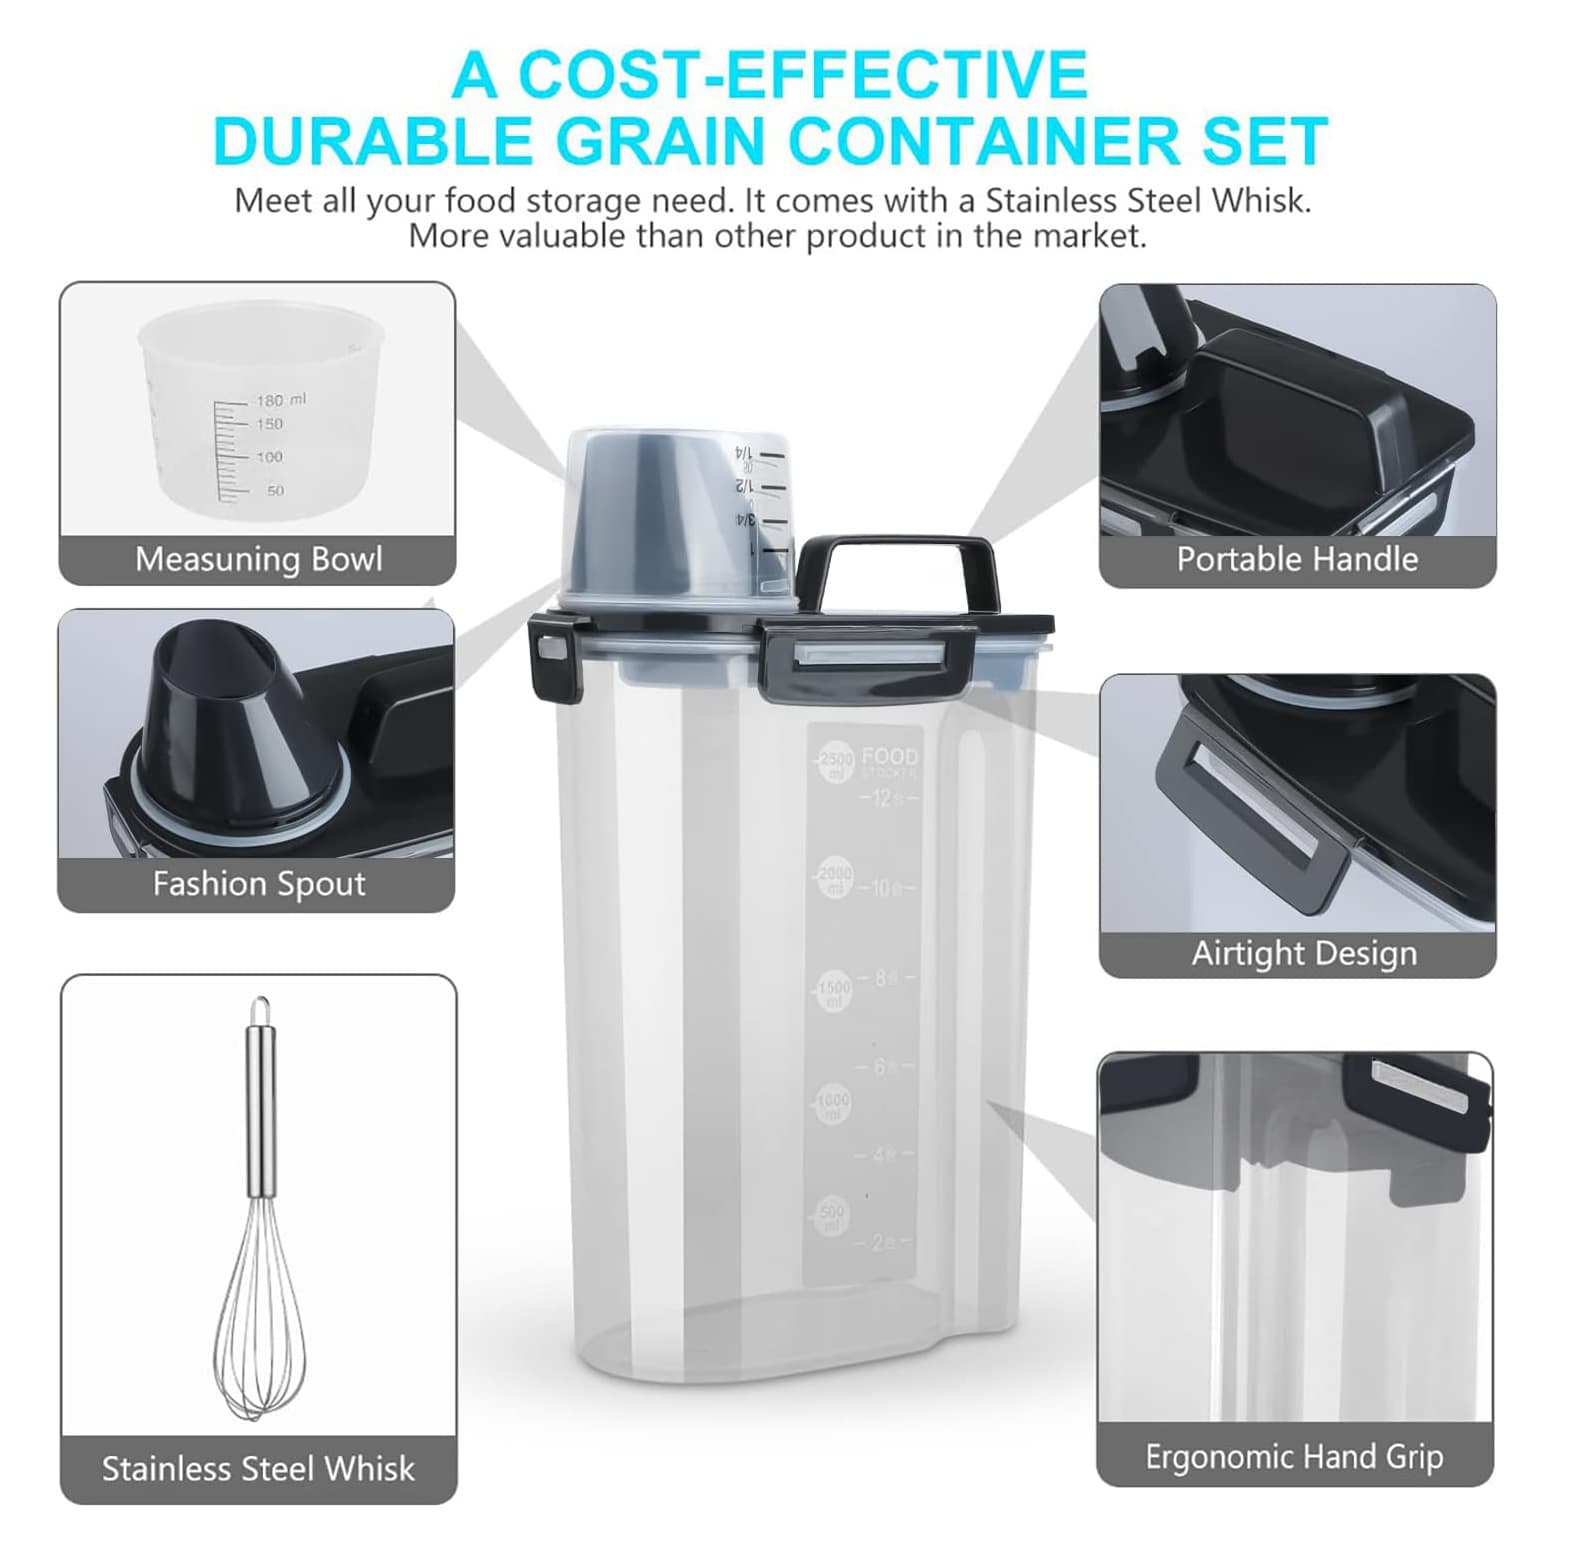 A COST-EFFECTIVE
DURABLE GRAIN CONTAINER SET
Meet all your food storage need. It comes with a Stainless Steel Whisk.
More valuable than other product in the market.
180 ml
150
100
50
Measuning Bowl
Portable Handle
1/4
1/2
3/4
1
Fashion Spout
Airtight Design
2500 ml
FOOD
12
2000 ml
10
8
1500 ml
6
1000 ml
4
500 ml
2
Stainless Steel Whisk
Ergonomic Hand Grip